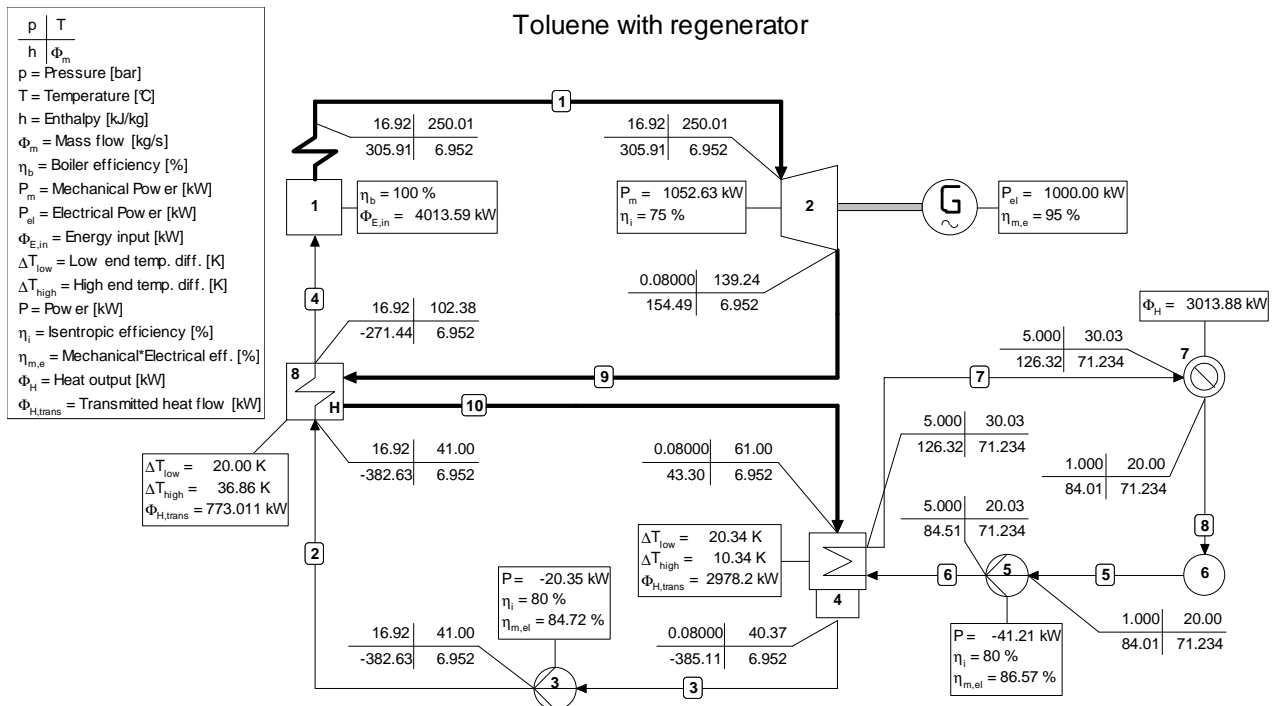 Toluene with regenerator
p T
h Φm
p = Pressure [bar]
T = Temperature [°C]
h = Enthalpy [kJ/kg]
Φm = Mass flow [kg/s]
ηb = Boiler efficiency [%]
Pm = Mechanical Power [kW]
Pel = Electrical Power [kW]
ΦE,in = Energy input [kW]
ΔTlow = Low end temp. diff. [K]
ΔThigh = High end temp. diff. [K]
P = Power [kW]
ηi = Isentropic efficiency [%]
ηm,e = Mechanical*Electrical eff. [%]
ΦH = Heat output [kW]
ΦH,trans = Transmitted heat flow [kW]
1
16.92 250.01
305.91 6.952
16.92 250.01
305.91 6.952
1
ηb = 100 %
ΦE,in = 4013.59 kW
Pm = 1052.63 kW
ηi = 75 %
2
G
Pel = 1000.00 kW
ηm,e = 95 %
4
0.08000 139.24
154.49 6.952
16.92 102.38
-271.44 6.952
ΦH = 3013.88 kW
5.000 30.03
126.32 71.234
7
8
H
9
7
10
16.92 41.00
-382.63 6.952
0.08000 61.00
43.30 6.952
5.000 30.03
126.32 71.234
1.000 20.00
84.01 71.234
ΔTlow = 20.00 K
ΔThigh = 36.86 K
ΦH,trans = 773.011 kW
5.000 20.03
84.51 71.234
8
2
ΔTlow = 20.34 K
ΔThigh = 10.34 K
ΦH,trans = 2978.2 kW
4
6
5
5
6
P = -20.35 kW
ηi = 80 %
ηm,el = 84.72 %
16.92 41.00
-382.63 6.952
0.08000 40.37
-385.11 6.952
P = -41.21 kW
ηi = 80 %
ηm,el = 86.57 %
1.000 20.00
84.01 71.234
3
3